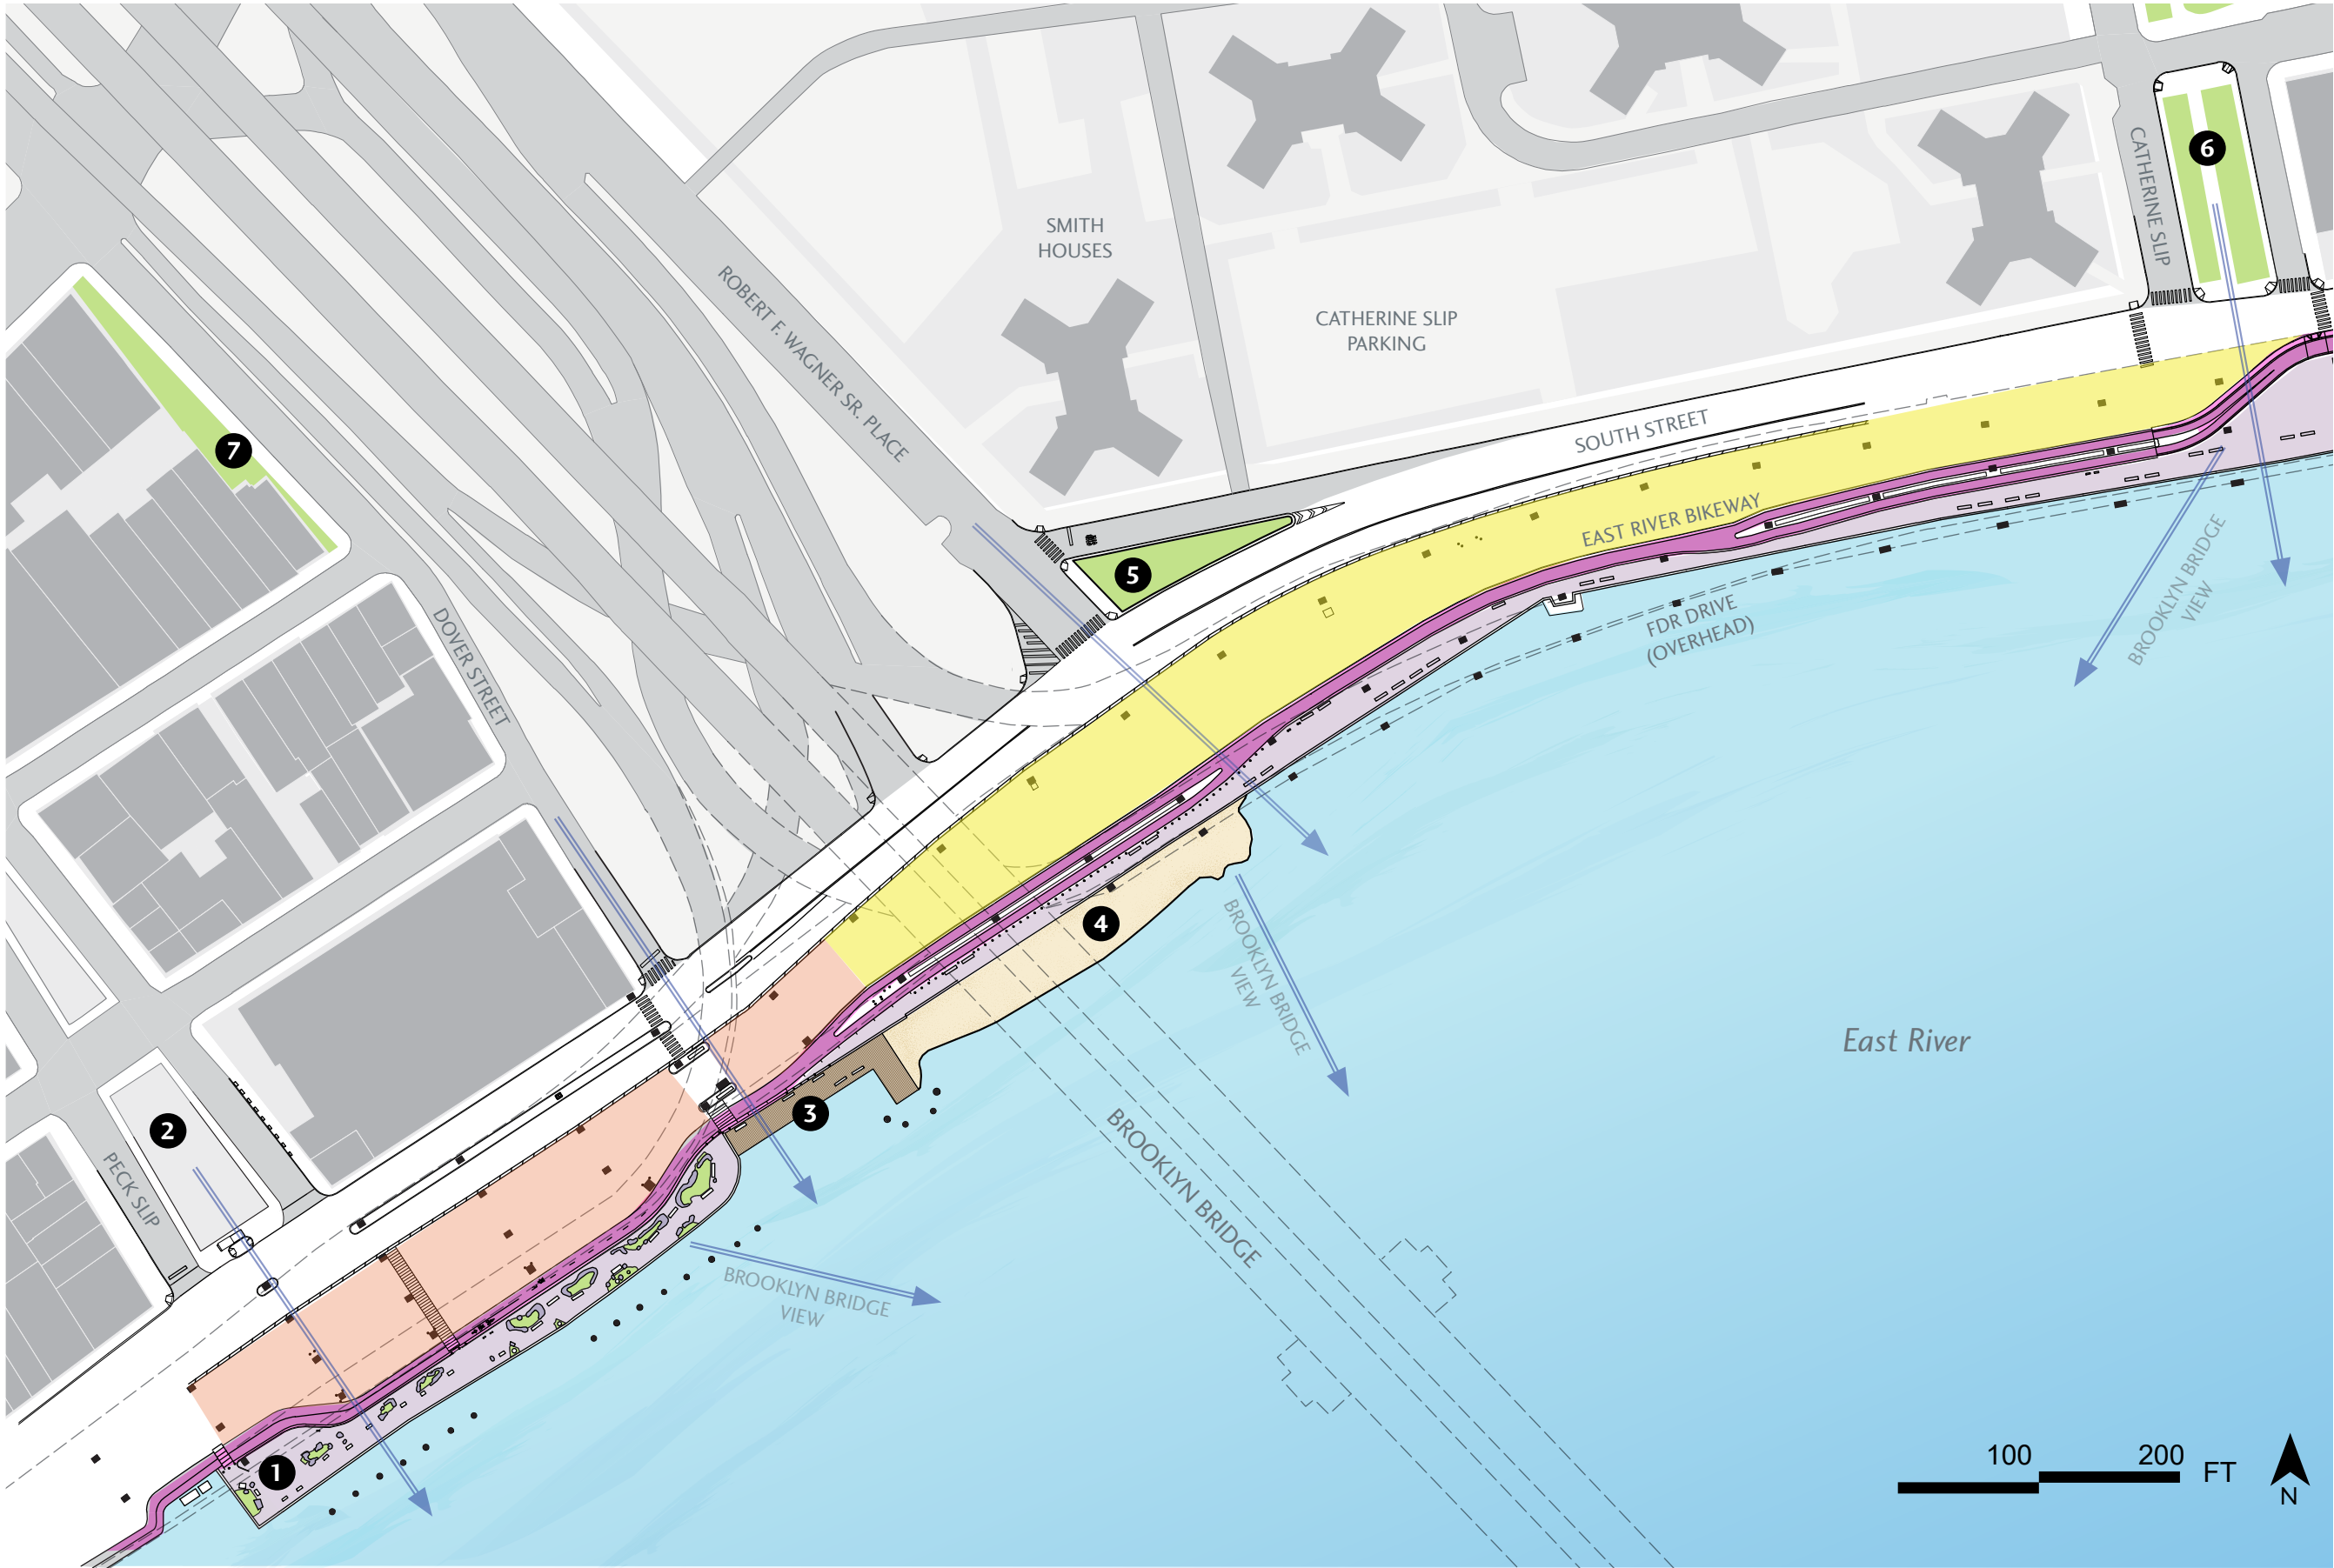 6
CATHERINE SLIP
SMITH
HOUSES
ROBERT F. WAGNER SR. PLACE
CATHERINE SLIP
PARKING
SOUTH STREET
7
EAST RIVER BIKEWAY
5
FDR DRIVE
(OVERHEAD)
BROOKLYN BRIDGE
VIEW
DOVER STREET
4
BROOKLYN BRIDGE
VIEW
East River
3
2
PECK SLIP
BROOKLYN BRIDGE
BROOKLYN BRIDGE
VIEW
1
100 200 FT
N